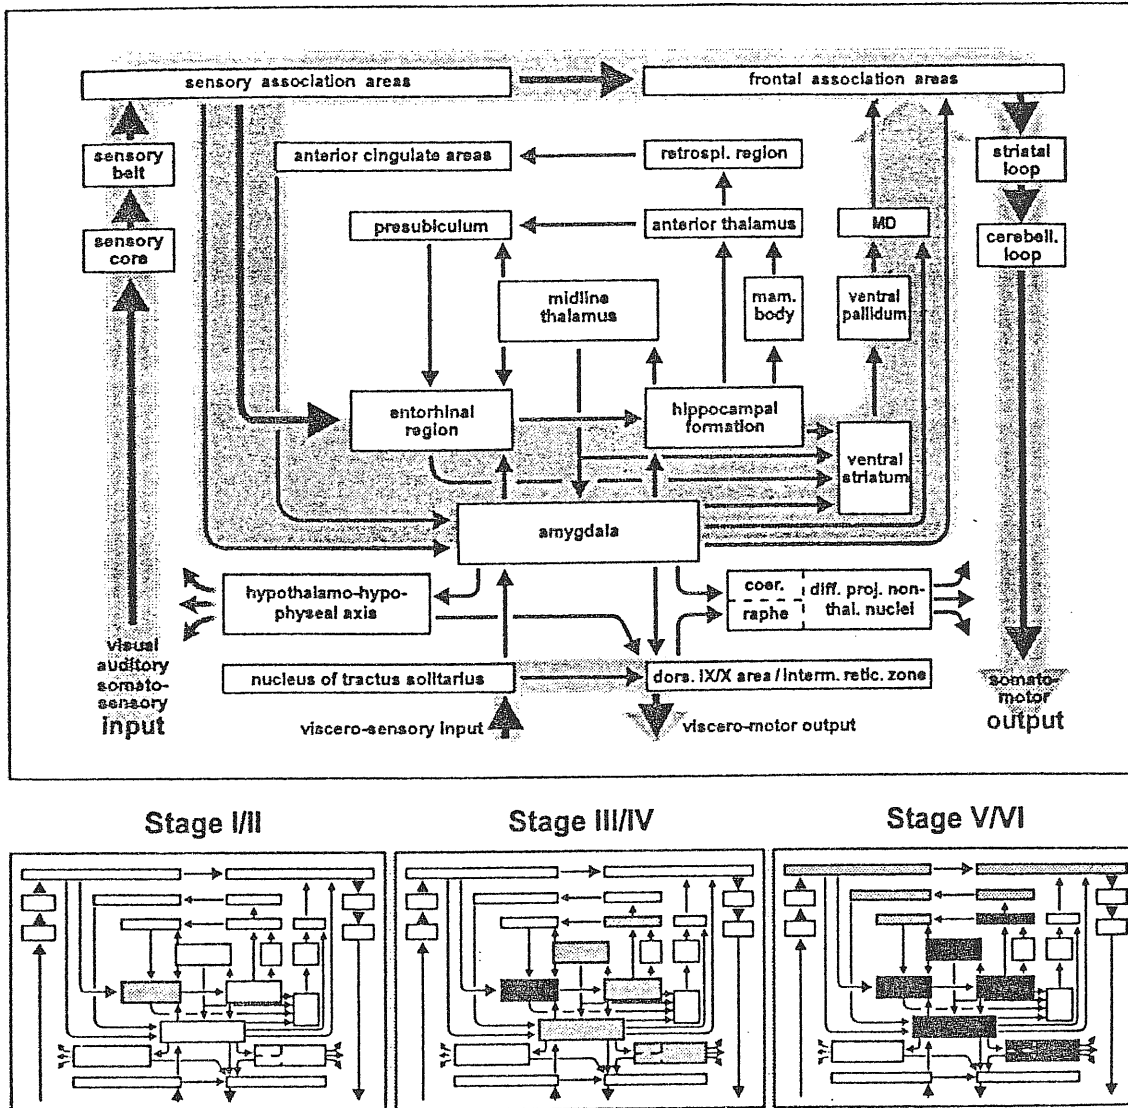 sensory association areas
frontal association areas
sensory
belt
anterior cingulate areas
retrospl. region
striatal
loop
sensory
core
presubiculum
anterior thalamus
MD
cerebell.
loop
midline
thalamus
mam.
body
ventral
pallidum
entorhinal
region
hippocampal
formation
ventral
striatum
amygdala
hypothalamo-hypo-
physeal axis
coer.
raphe
diff. proj. non-
thal. nuclei
visual
auditory
somato-
sensory
input
nucleus of tractus solitarius
dors. IX/X area / interm. retic. zone
somato-
motor
output
viscero-sensory input
viscero-motor output
Stage I/II
Stage III/IV
Stage V/VI